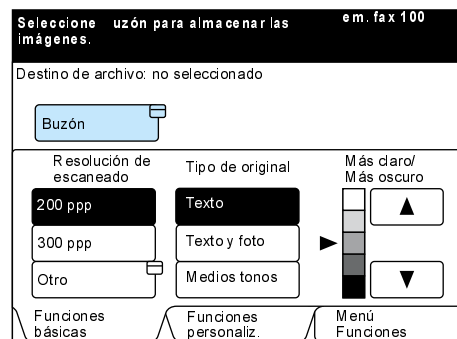 Seleccione uzón para almacenar las
imágenes.
em. fax 100
Destino de archivo: no seleccionado
Buzón
Resolución de
escaneado
Tipo de original
Más claro/
Más oscuro
200 ppp
Texto
300 ppp
Texto y foto
Otro
Medios tonos
Funciones
básicas
Funciones
personaliz.
Menú
Funciones